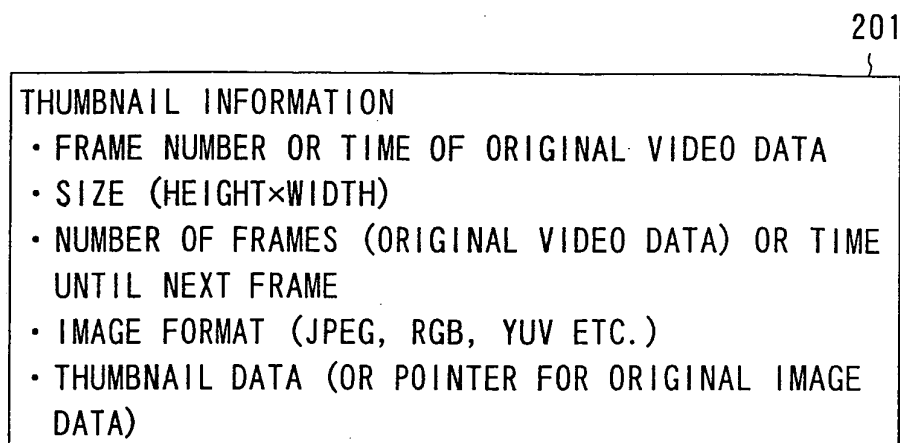 201
THUMBNAIL INFORMATION
・FRAME NUMBER OR TIME OF ORIGINAL VIDEO DATA
・SIZE (HEIGHT×WIDTH)
・NUMBER OF FRAMES (ORIGINAL VIDEO DATA) OR TIME
UNTIL NEXT FRAME
・IMAGE FORMAT (JPEG, RGB, YUV ETC.)
・THUMBNAIL DATA (OR POINTER FOR ORIGINAL IMAGE
DATA)